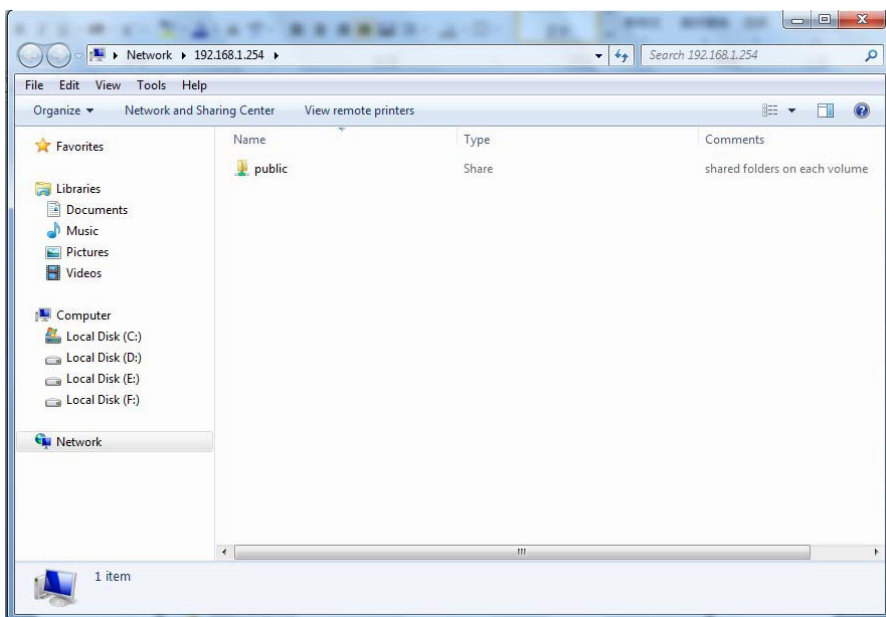 Network 192.168.1.254
Search 192.168.1.254
File Edit View Tools Help
Organize Network and Sharing Center View remote printers
Favorites
Libraries
Documents
Music
Pictures
Videos
Computer
Local Disk (C:)
Local Disk (D:)
Local Disk (E:)
Local Disk (F:)
Network
Name Type Comments
public Share shared folders on each volume
1 item